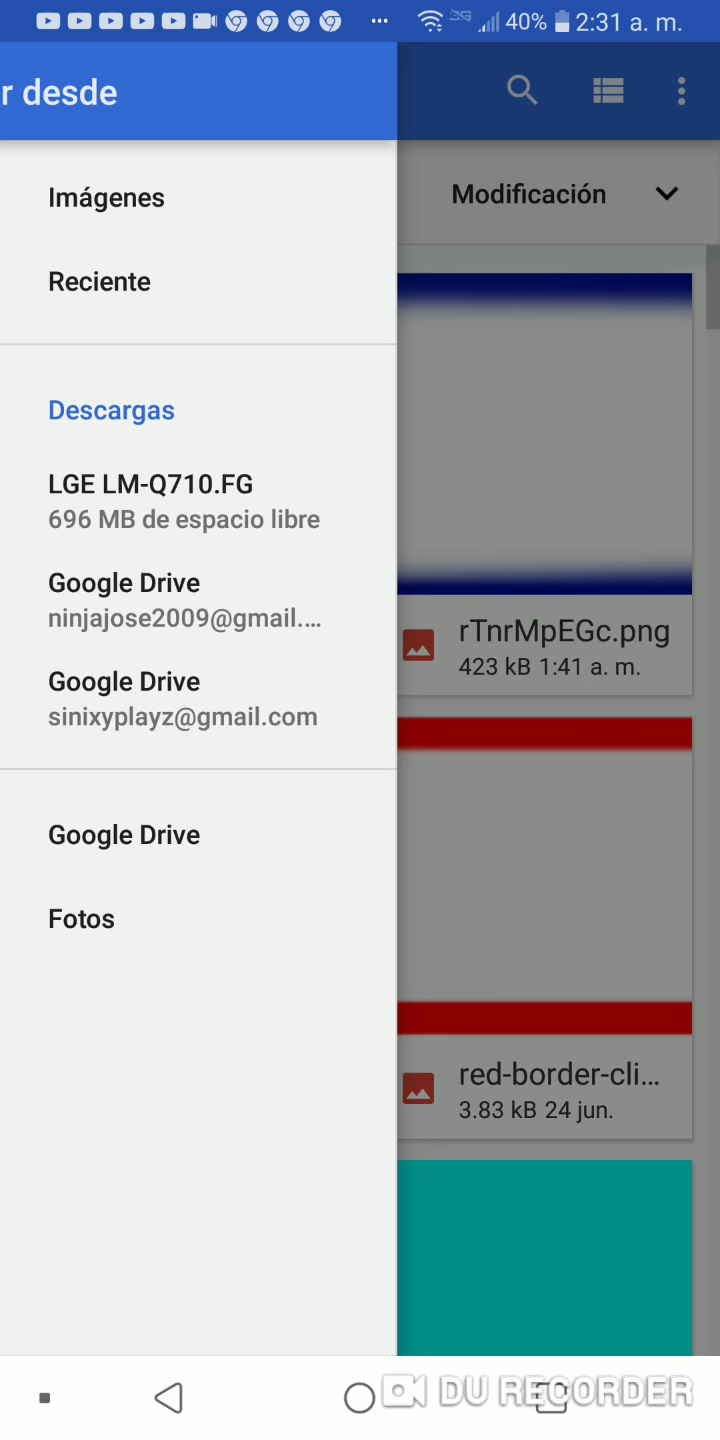 40% 2:31 a. m.
r desde
Imágenes
Reciente
Descargas
LGE LM-Q710.FG
696 MB de espacio libre
Google Drive
ninjajose2009@gmail.…
Google Drive
sinixyplayz@gmail.com
Google Drive
Fotos
Modificación
rTnrMpEGc.png
423 kB 1:41 a. m.
red-border-cli…
3.83 kB 24 jun.
DU RECORDER